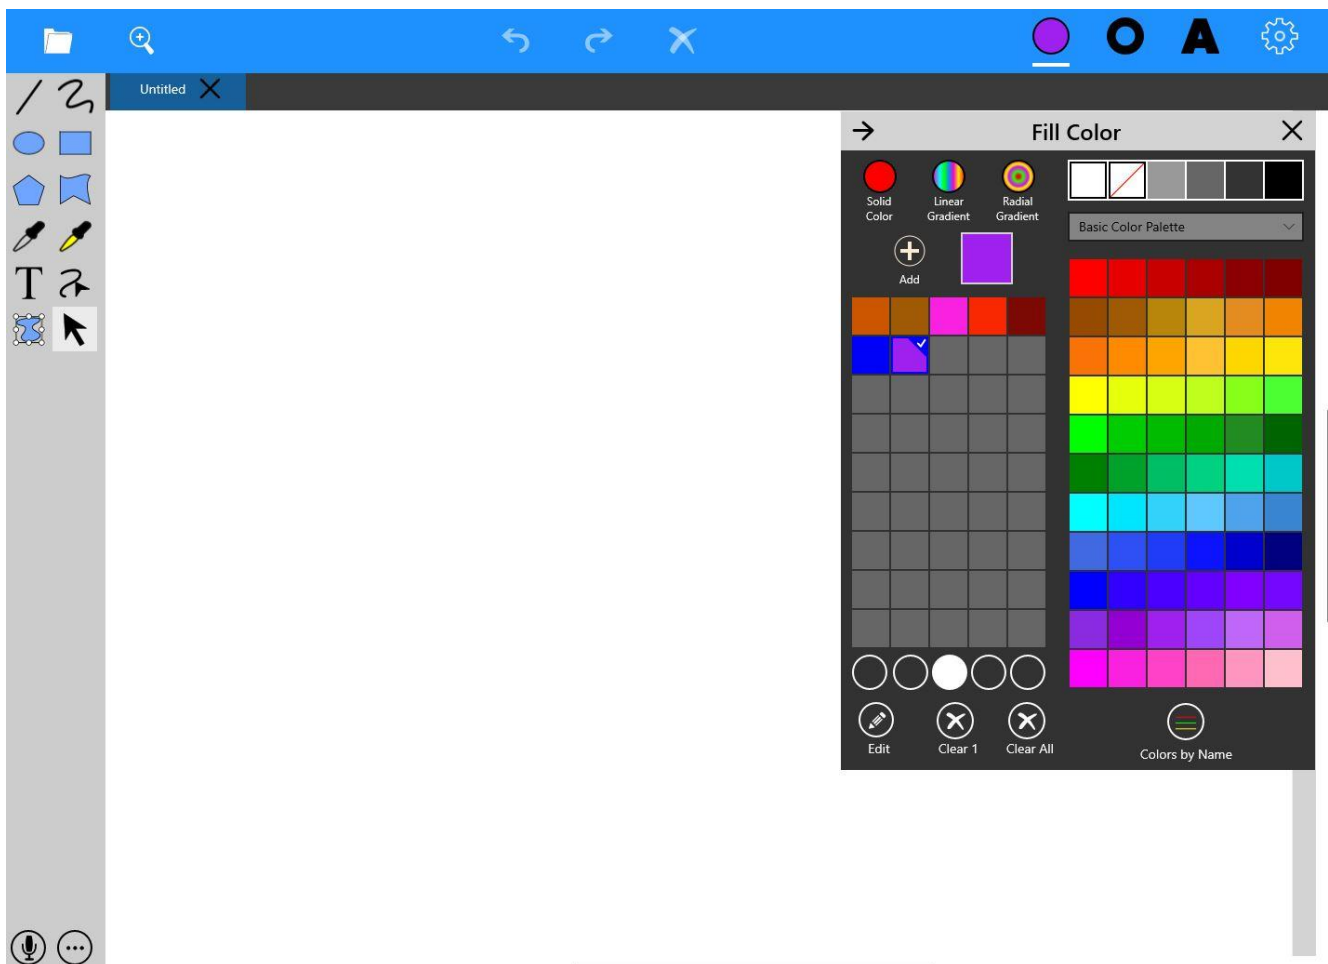 Untitled
Fill Color
Solid
Color
Linear
Gradient
Radial
Gradient
Basic Color Palette
Add
Edit
Clear 1
Clear All
Colors by Name